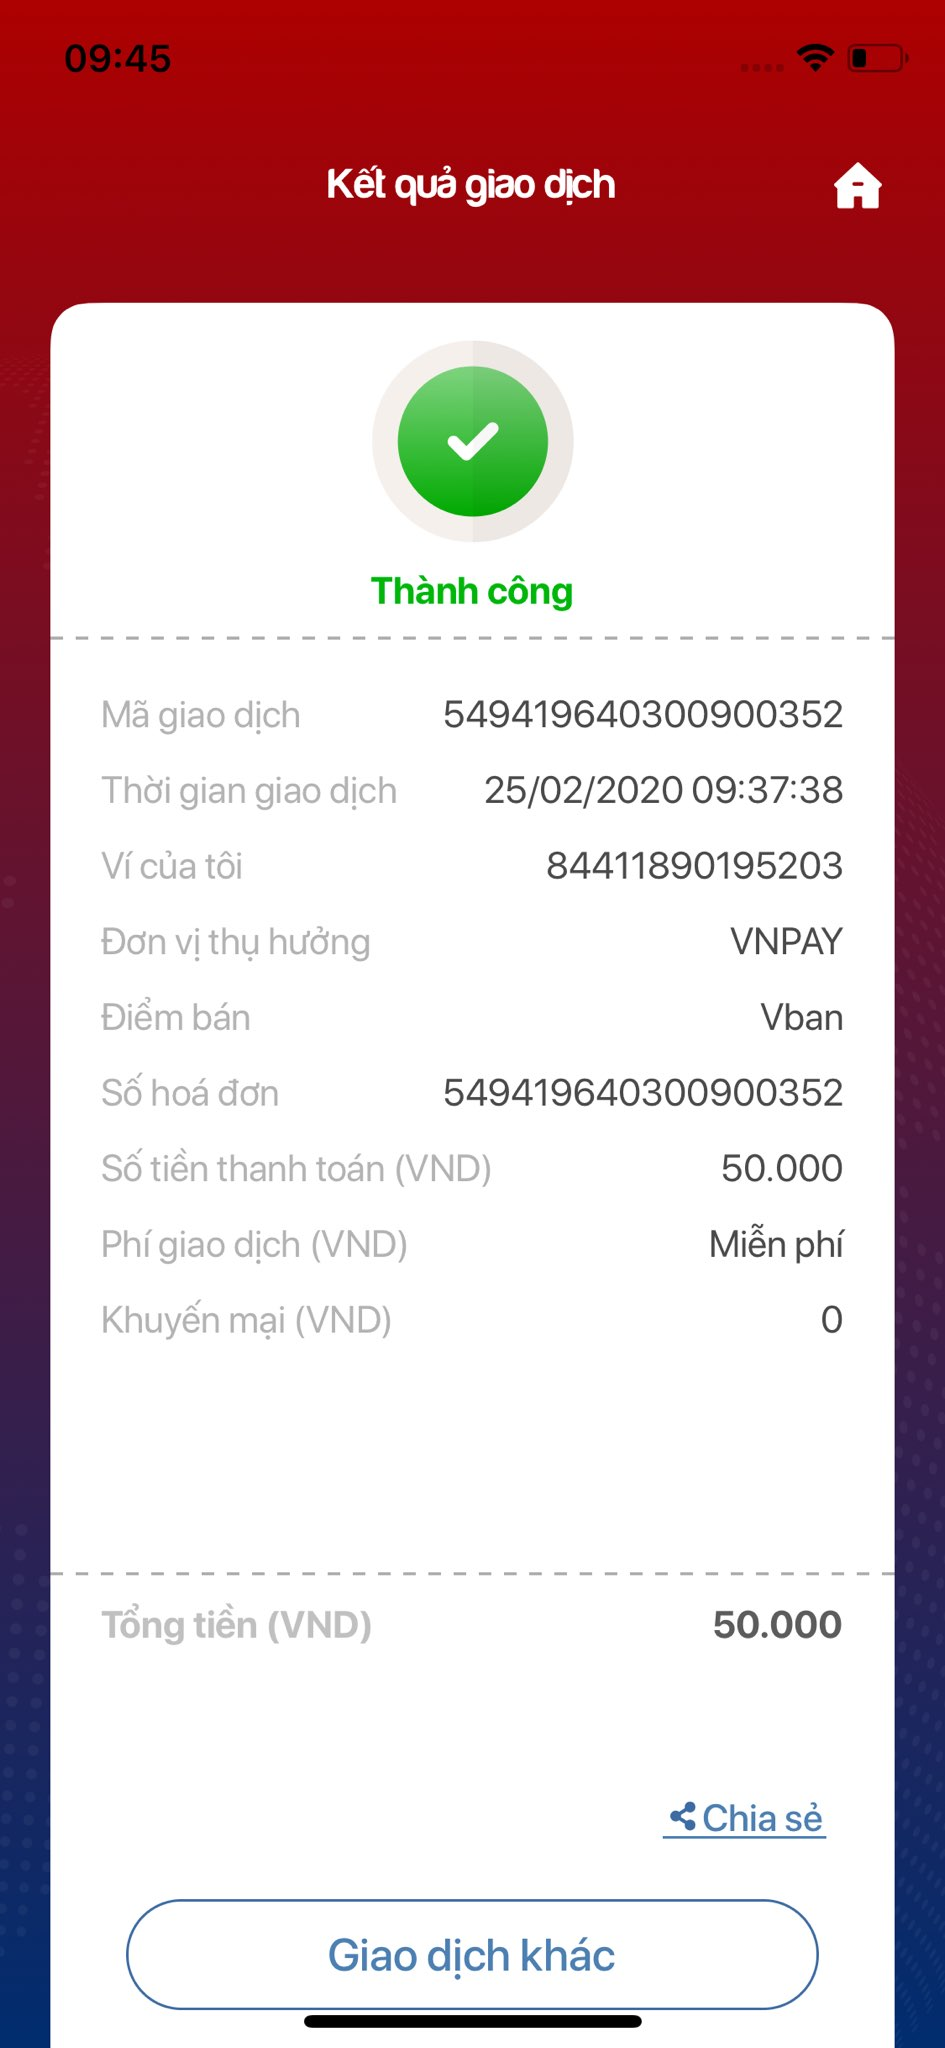 09:45
Kết quả giao dịch
Thành công
Mã giao dịch 549419640300900352
Thời gian giao dịch 25/02/2020 09:37:38
Ví của tôi 84411890195203
Đơn vị thụ hưởng VNPAY
Điểm bán Vban
Số hoá đơn 549419640300900352
Số tiền thanh toán (VND) 50.000
Phí giao dịch (VND) Miễn phí
Khuyến mại (VND) 0
Tổng tiền (VND) 50.000
Chia sẻ
Giao dịch khác